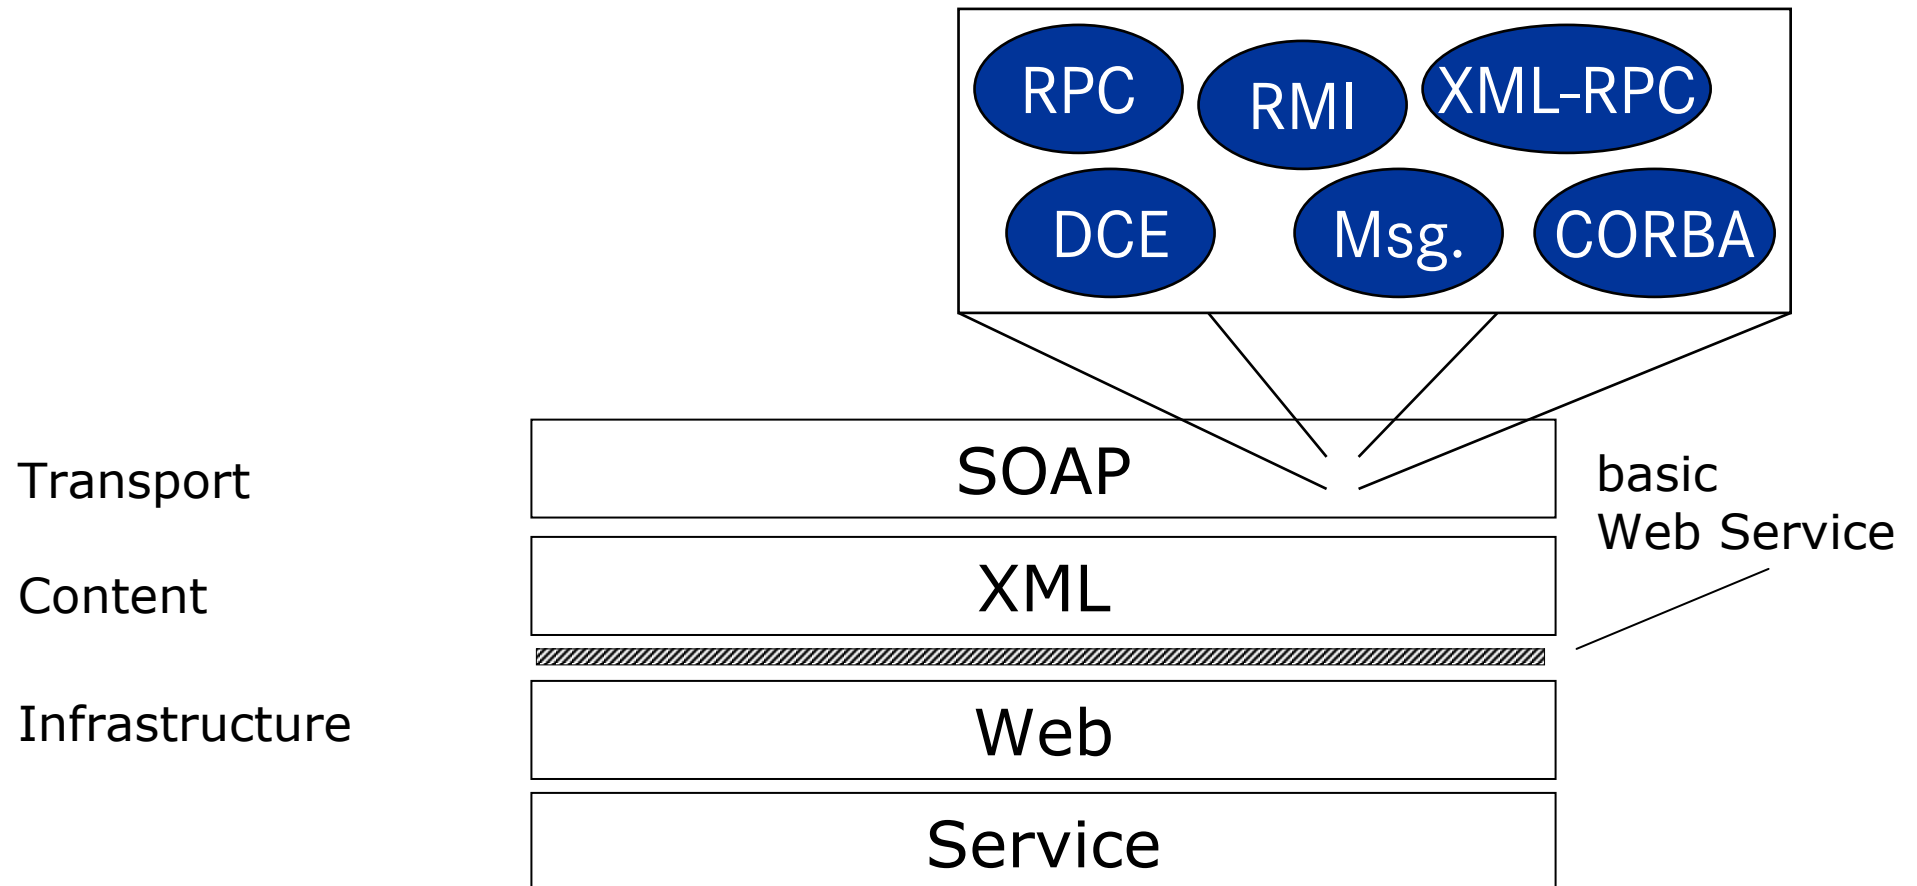 RPC
RMI
XML-RPC
DCE
Msg.
CORBA
Transport
SOAP
basic
Web Service
Content
XML
Infrastructure
Web
Service